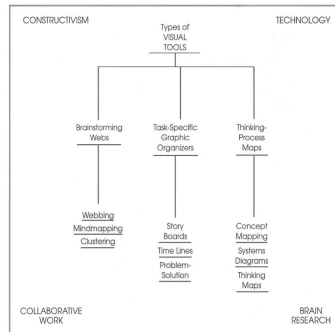 CONSTRUCTIVISM
TECHNOLOGY
Types of
VISUAL
TOOLS
Brainstorming
Webs
Task-Specific
Graphic
Organizers
Thinking-
Process
Maps
Webbing
Mindmapping
Clustering
Story
Boards
Time Lines
Problem-
Solution
Concept
Mapping
Systems
Diagrams
Thinking
Maps
COLLABORATIVE
WORK
BRAIN
RESEARCH